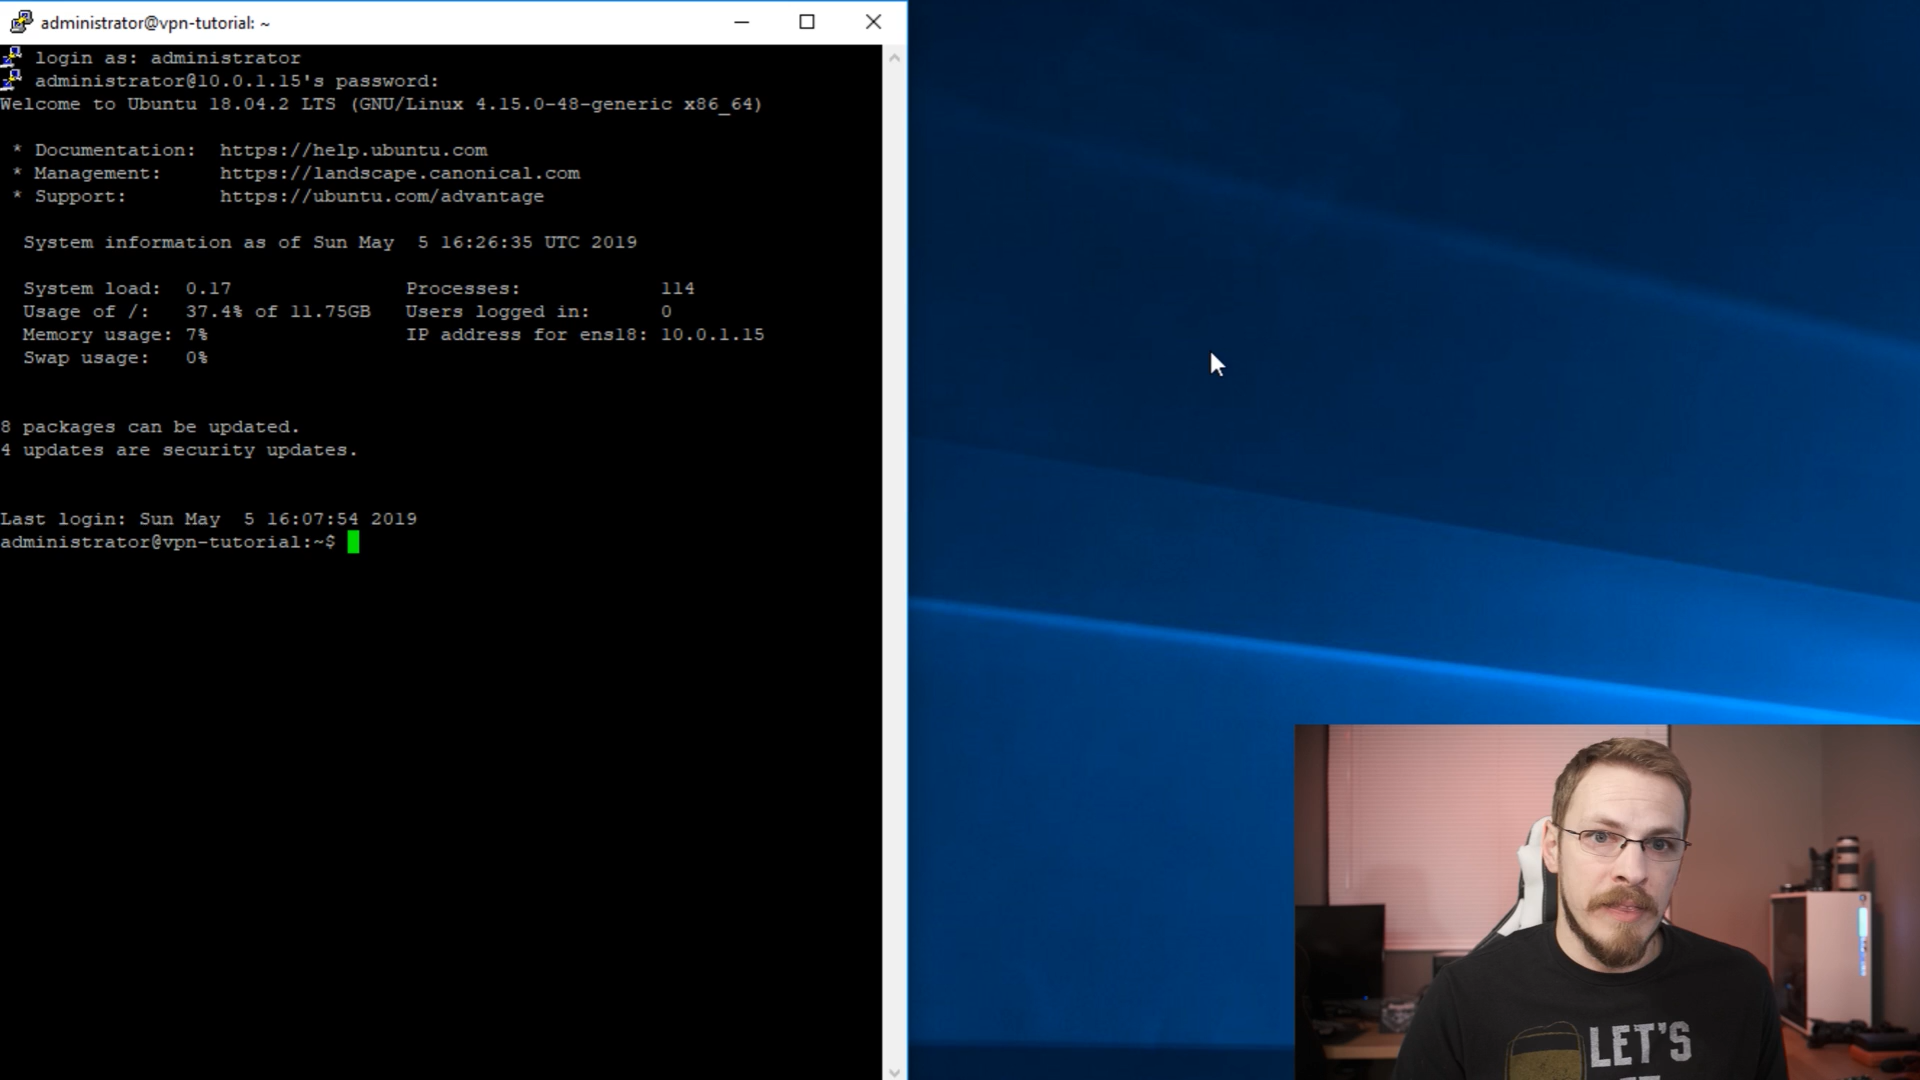 administrator@vpn-tutorial: ~
login as: administrator
administrator@10.0.1.15's password:
Welcome to Ubuntu 18.04.2 LTS (GNU/Linux 4.15.0-48-generic x86_64)
* Documentation:  https://help.ubuntu.com
* Management:     https://landscape.canonical.com
* Support:        https://ubuntu.com/advantage
System information as of Sun May  5 16:26:35 UTC 2019
System load:  0.17               Processes:            114
Usage of /:   37.4% of 11.75GB   Users logged in:      0
Memory usage: 7%                 IP address for ens18: 10.0.1.15
Swap usage:   0%
8 packages can be updated.
4 updates are security updates.
Last login: Sun May  5 16:07:54 2019
administrator@vpn-tutorial:~$
LET'S